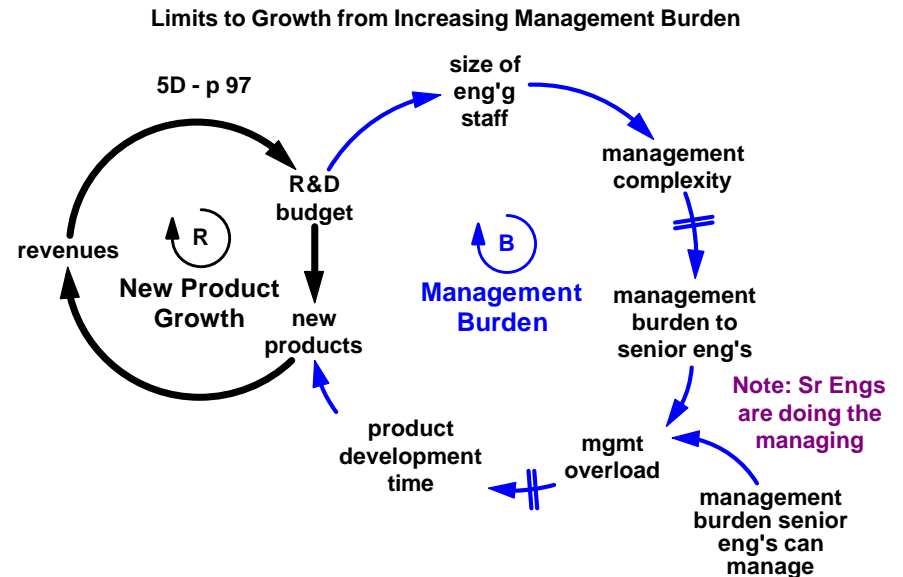 Limits to Growth from Increasing Management Burden
5D - p 97
size of
eng'g
staff
management
complexity
R&D
budget
revenues
R
New Product
Growth
B
Management
Burden
new
products
management
burden to
senior eng's
Note: Sr Engs
are doing the
managing
product
development
time
mgmt
overload
management
burden senior
eng's can
manage